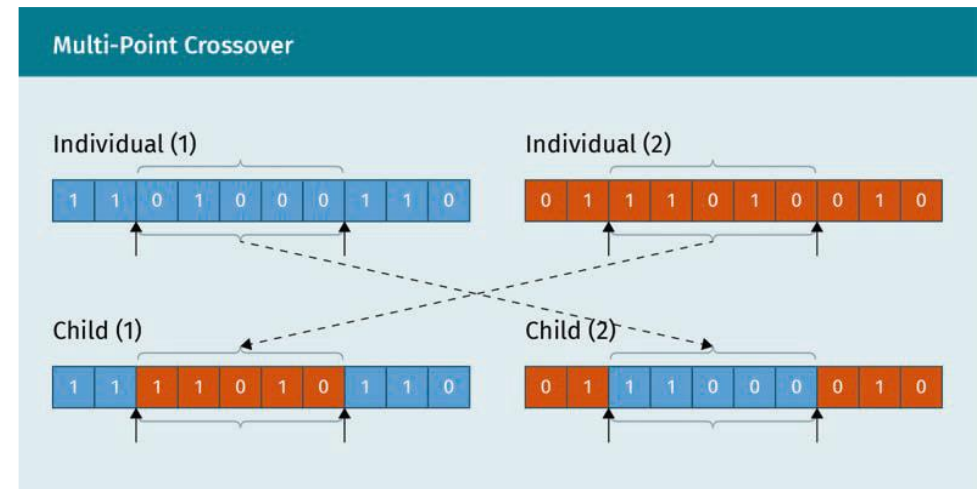 Multi-Point Crossover
Individual (1) Individual (2)
1 1 0 1 0 0 0 1 1 0 0 1 1 1 0 1 0 0 1 0
Child (1) Child (2)
1 1 1 1 0 1 0 1 1 0 0 1 1 1 0 0 0 0 1 0